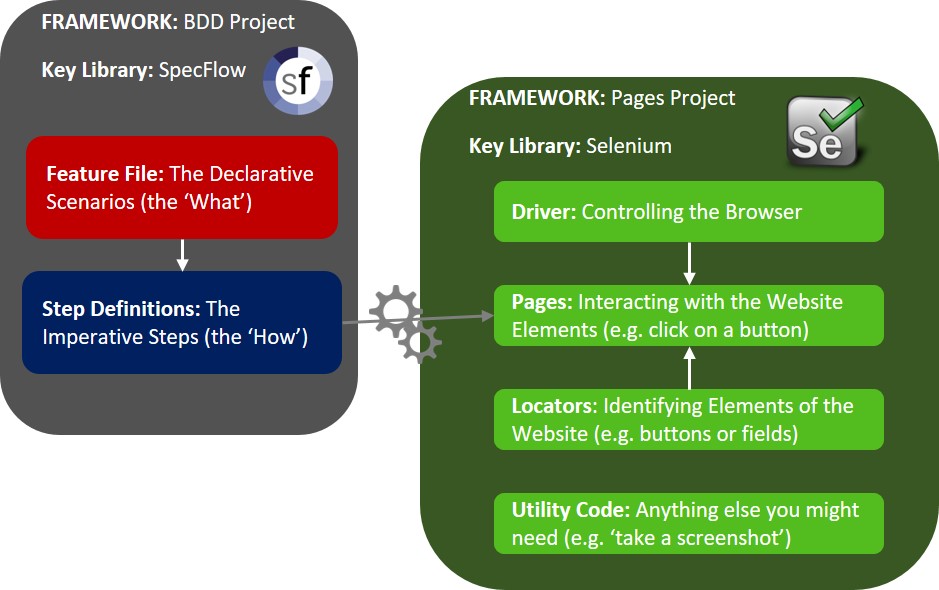 FRAMEWORK: BDD Project
Key Library: SpecFlow
sf
Feature File: The Declarative
Scenarios (the ‘What’)
Step Definitions: The
Imperative Steps (the ‘How’)
FRAMEWORK: Pages Project
Key Library: Selenium
Se
Driver: Controlling the Browser
Pages: Interacting with the Website
Elements (e.g. click on a button)
Locators: Identifying Elements of the
Website (e.g. buttons or fields)
Utility Code: Anything else you might
need (e.g. ‘take a screenshot’)